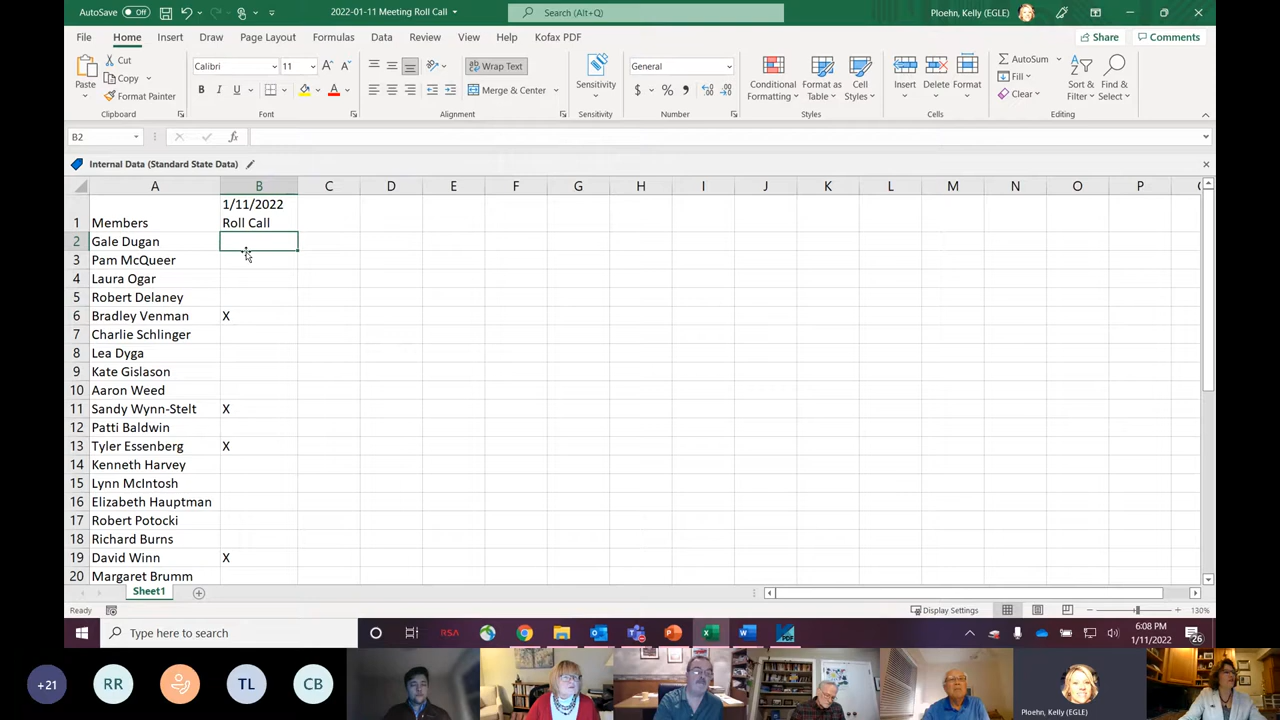 AutoSave Off
2022-01-11 Meeting Roll Call
Search (Alt+Q)
Ploehn, Kelly (EGLE)
File Home Insert Draw Page Layout Formulas Data Review View Help Kofax PDF
Share Comments
Paste
Cut
Copy
Format Painter
Calibri 11
B I U
A A
Wrap Text
Merge & Center
General
$ % 9
Sensitivity
Conditional Formatting
Format as Table
Cell Styles
Insert Delete Format
AutoSum
Fill
Clear
Sort & Filter
Find & Select
Clipboard Font Alignment Number Sensitivity Styles Cells Editing
B2 fx
Internal Data (Standard State Data)
A B C D E F G H I J K L M N O P
1/11/2022
1 Members Roll Call
2 Gale Dugan
3 Pam McQueer
4 Laura Ogar
5 Robert Delaney
6 Bradley Venman X
7 Charlie Schlinger
8 Lea Dyga
9 Kate Gislason
10 Aaron Weed
11 Sandy Wynn-Stelt X
12 Patti Baldwin
13 Tyler Essenberg X
14 Kenneth Harvey
15 Lynn McIntosh
16 Elizabeth Hauptman
17 Robert Potocki
18 Richard Burns
19 David Winn X
20 Margaret Brumm
Sheet1
Ready
Display Settings
130%
Type here to search
RSA
PDF
6:08 PM
1/11/2022
26
+21 RR TL CB
Ploehn, Kelly (EGLE)